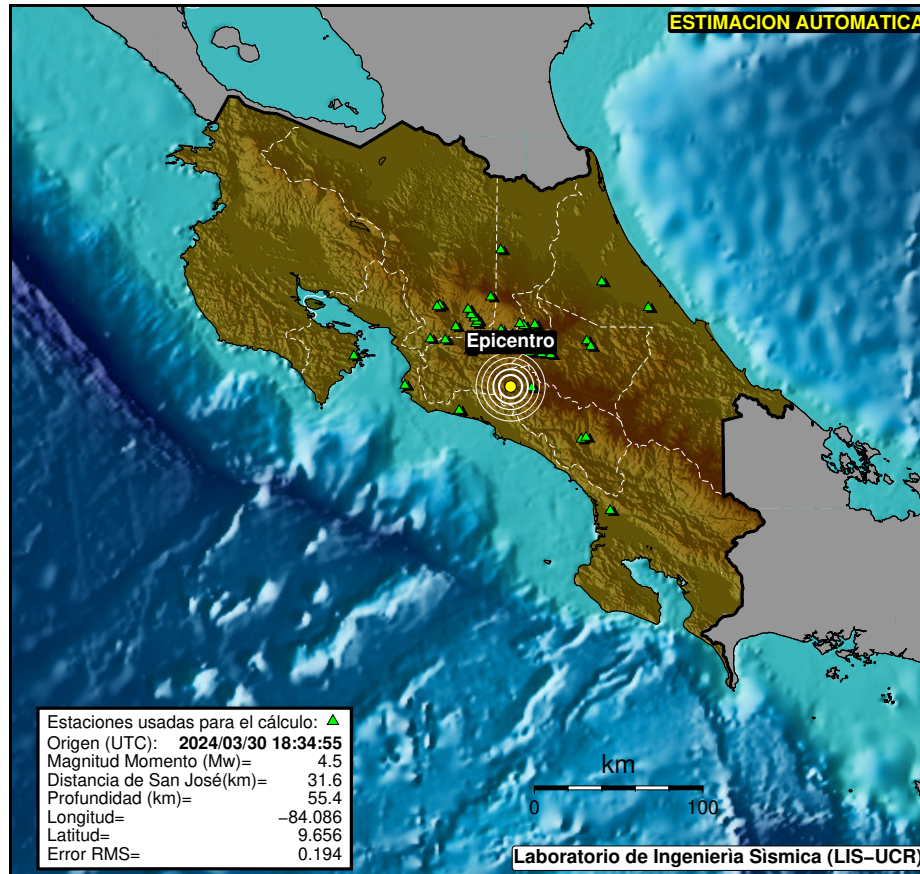 ESTIMACION AUTOMATICA
Epicentro
Estaciones usadas para el cálculo:
Origen (UTC): 2024/03/30 18:34:55
Magnitud Momento (Mw)= 4.5
Distancia de San José(km)= 31.6
Profundidad (km)= 55.4
Longitud= −84.086
Latitud= 9.656
Error RMS= 0.194
km
0 100
Laboratorio de Ingenierìa Sìsmica (LIS−UCR)